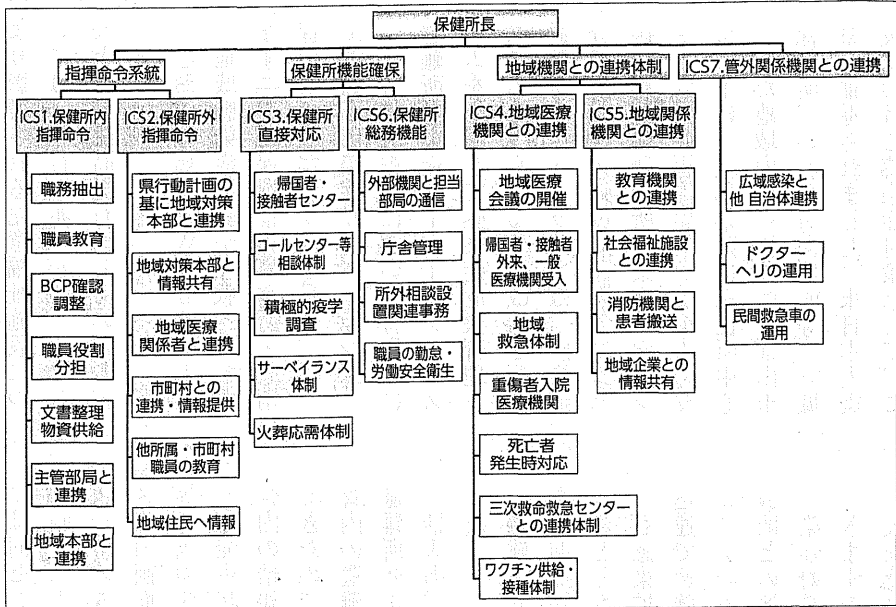 保健所長
指揮命令系統
保健所機能確保
地域機関との連携体制
ICS7.管外関係機関との連携
ICS1.保健所内
指揮命令
ICS2.保健所外
指揮命令
ICS3.保健所
直接対応
ICS6.保健所
総務機能
ICS4.地域医療
機関との連携
ICS5.地域関係
機関との連携
職務抽出
職員教育
BCP確認
調整
職員役割
分担
文書整理
物資供給
主管部局と
連携
地域本部と
連携
県行動計画の
基に地域対策
本部と連携
地域対策本部と
情報共有
地域医療
関係者と連携
市町村との
連携・情報提供
他所属・市町村
職員の教育
地域住民へ情報
帰国者・
接触者センター
コールセンター等
相談体制
積極的疫学
調査
サーベイランス
体制
火葬応需体制
外部機関と担当
部局の通信
庁舎管理
所外相談設
置関連事務
職員の勤怠・
労働安全衛生
地域医療
会議の開催
帰国者・接触者
外来、一般
医療機関受入
地域
救急体制
重傷者入院
医療機関
死亡者
発生時対応
三次救命救急センター
との連携体制
ワクチン供給・
接種体制
教育機関
との連携
社会福祉施設
との連携
消防機関と
患者搬送
地域企業との
情報共有
広域感染と
他 自治体連携
ドクター
ヘリの運用
民間救急車の
運用